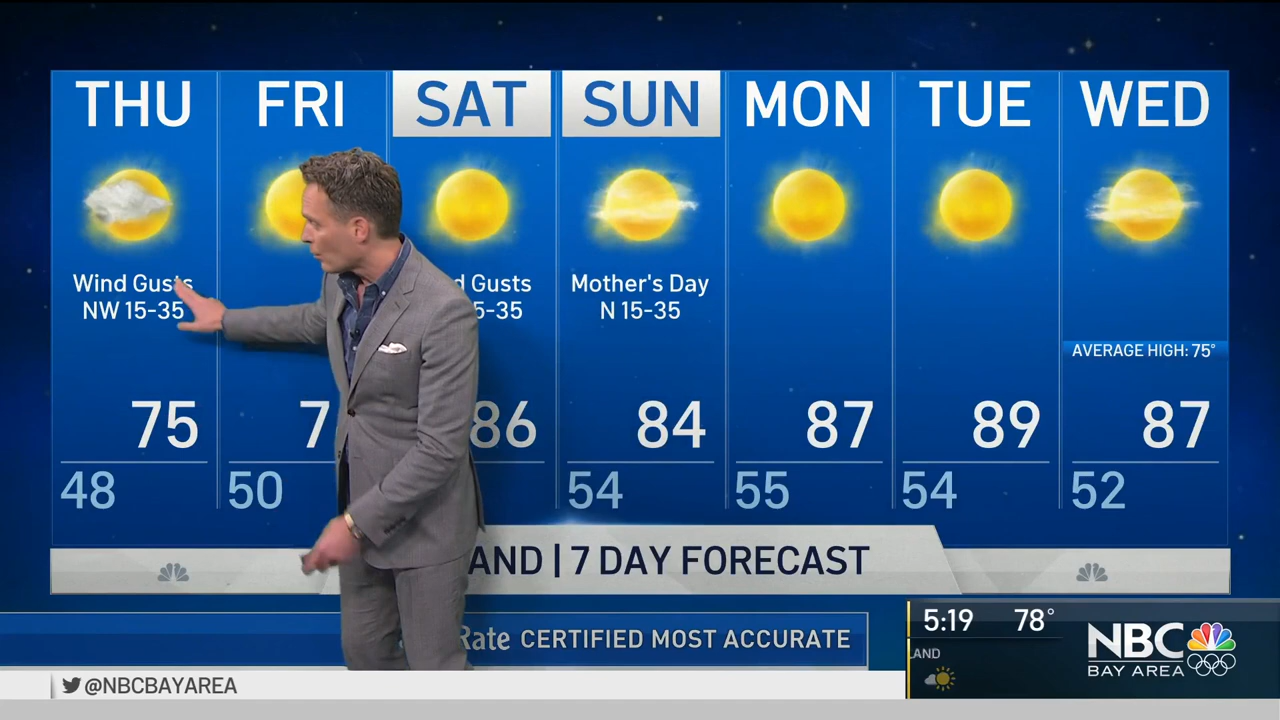 THU FRI SAT SUN MON TUE WED
Wind Gusts
NW 15-35
Gusts
5-35
Mother's Day
N 15-35
AVERAGE HIGH: 75°
75 7 86 84 87 89 87
48 50 54 55 54 52
AND | 7 DAY FORECAST
Rate CERTIFIED MOST ACCURATE
5:19 78°
LAND
NBC
BAY AREA
@NBCBAYAREA